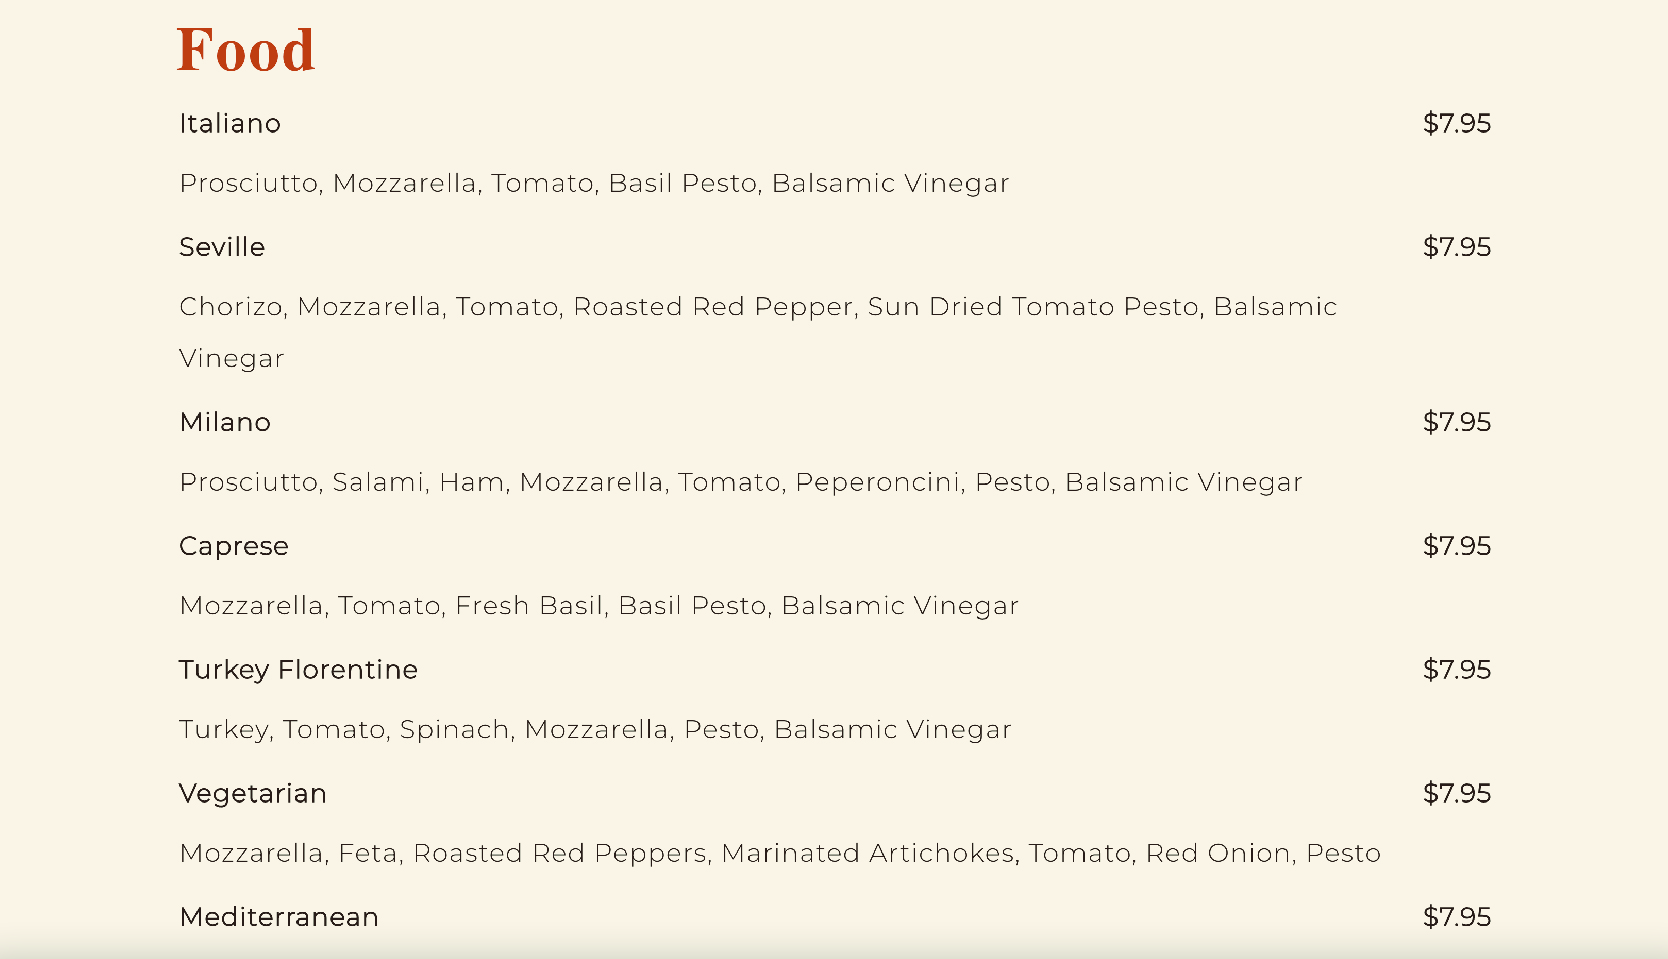 Food
Italiano $7.95
Prosciutto, Mozzarella, Tomato, Basil Pesto, Balsamic Vinegar
Seville $7.95
Chorizo, Mozzarella, Tomato, Roasted Red Pepper, Sun Dried Tomato Pesto, Balsamic
Vinegar
Milano $7.95
Prosciutto, Salami, Ham, Mozzarella, Tomato, Peperoncini, Pesto, Balsamic Vinegar
Caprese $7.95
Mozzarella, Tomato, Fresh Basil, Basil Pesto, Balsamic Vinegar
Turkey Florentine $7.95
Turkey, Tomato, Spinach, Mozzarella, Pesto, Balsamic Vinegar
Vegetarian $7.95
Mozzarella, Feta, Roasted Red Peppers, Marinated Artichokes, Tomato, Red Onion, Pesto
Mediterranean $7.95